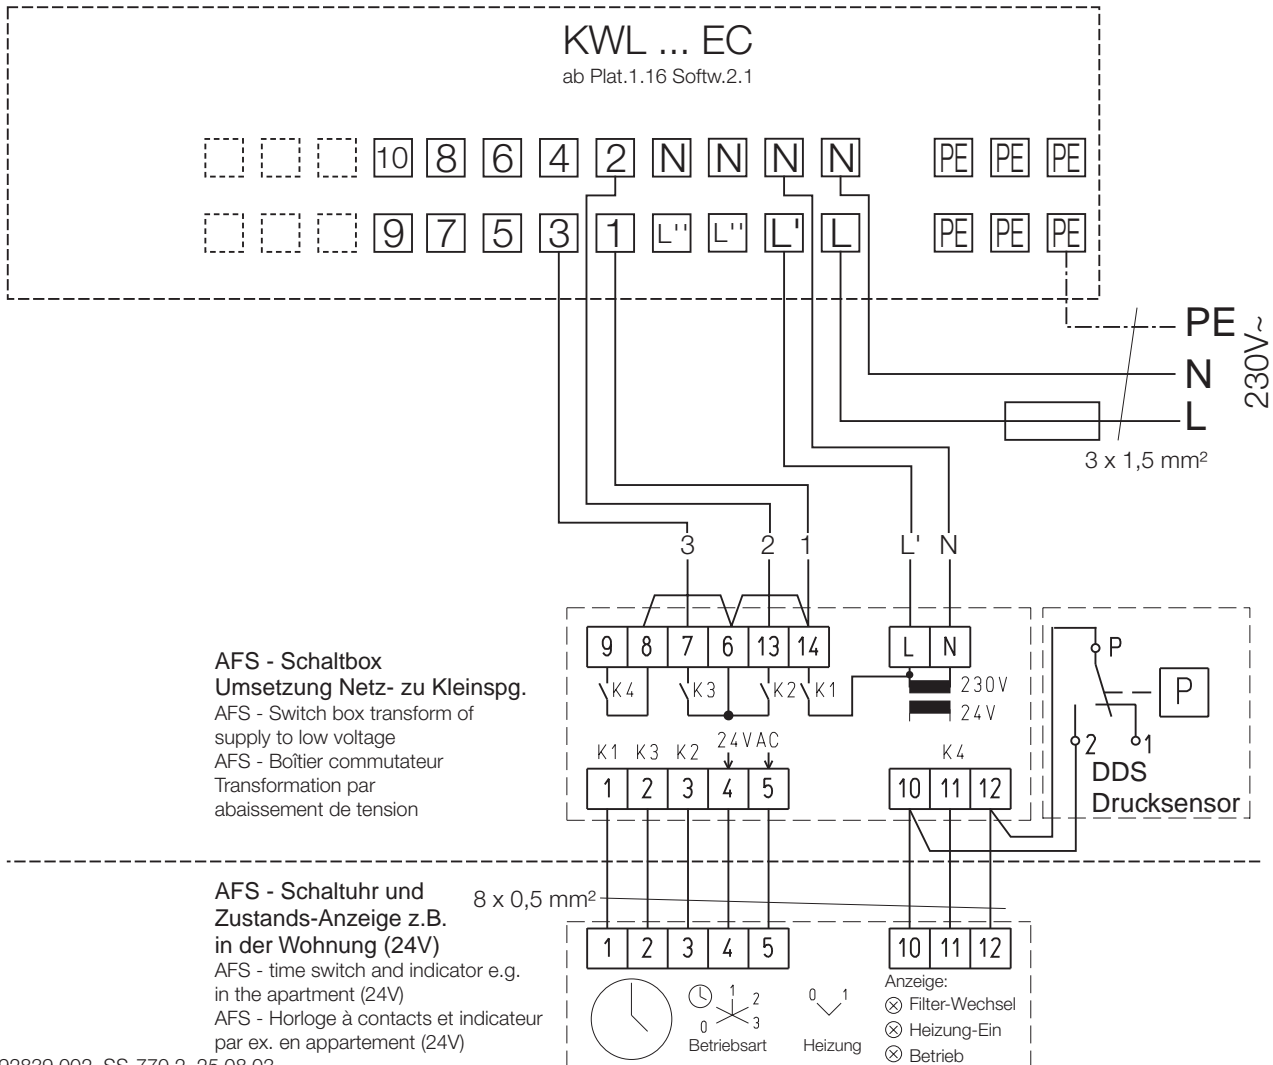 KWL ... EC
ab Plat.1.16 Softw.2.1
10 8 6 4 2 N N N N PE PE PE
9 7 5 3 1 L'' L'' L' L PE PE PE
PE
N
L
230V~
3 x 1,5 mm²
3 2 1 L' N
9 8 7 6 13 14 L N
K4 K3 K2 K1
230V
24V
P
P
2 1
DDS
Drucksensor
AFS - Schaltbox
Umsetzung Netz- zu Kleinspg.
AFS - Switch box transform of
supply to low voltage
AFS - Boîtier commutateur
Transformation par
abaissement de tension
K1 K3 K2 24VAC K4
1 2 3 4 5 10 11 12
AFS - Schaltuhr und
Zustands-Anzeige z.B.
in der Wohnung (24V)
AFS - time switch and indicator e.g.
in the apartment (24V)
AFS - Horloge à contacts et indicateur
par ex. en appartement (24V)
8 x 0,5 mm²
1 2 3 4 5 10 11 12
0 1 2 3
Betriebsart
0 1
Heizung
Anzeige:
Filter-Wechsel
Heizung-Ein
Betrieb